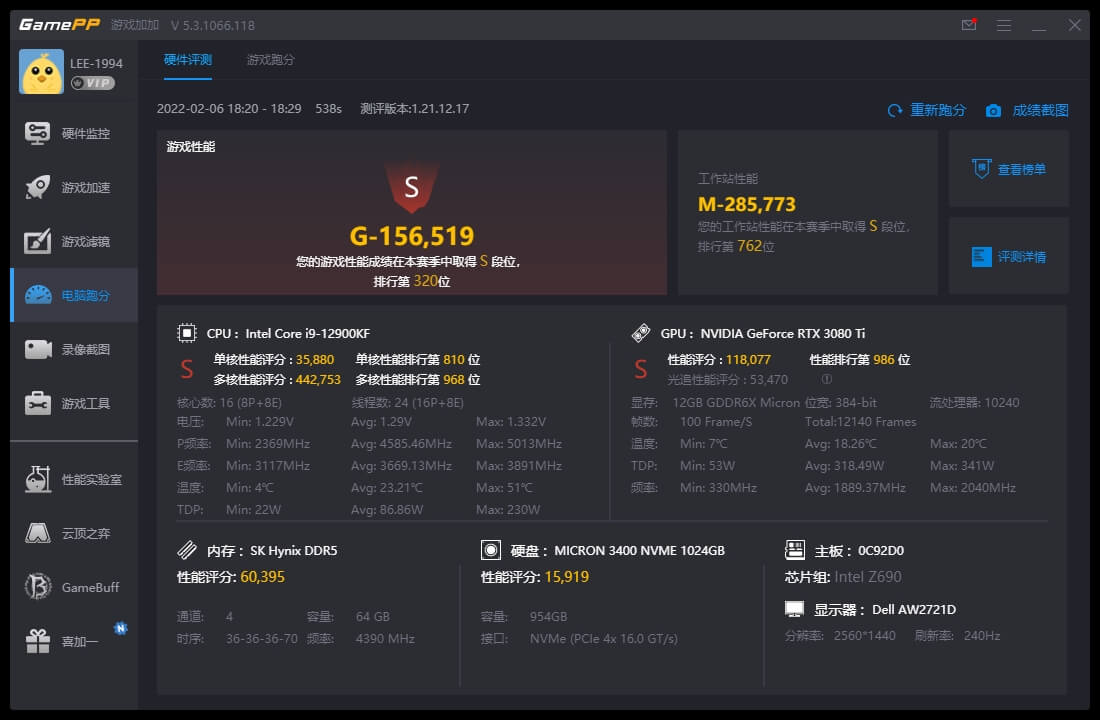 GamePP 游戏加加 V 5.3.1066.118
LEE-1994
VIP
硬件监控
游戏加速
游戏滤镜
电脑跑分
录像截图
游戏工具
性能实验室
云顶之弈
GameBuff
喜加一
N
硬件评测 游戏跑分
2022-02-06 18:20 - 18:29 538s 测评版本:1.21.12.17
重新跑分 成绩截图
游戏性能
S
G-156,519
您的游戏性能成绩在本赛季中取得 S 段位,
排行第 320位
工作站性能
M-285,773
您的工作站性能在本赛季中取得 S 段位,
排行第 762位
查看榜单
评测详情
CPU : Intel Core i9-12900KF
S
单核性能评分 : 35,880 单核性能排行第 810 位
多核性能评分 : 442,753 多核性能排行第 968 位
核心数: 16 (8P+8E) 线程数: 24 (16P+8E)
电压: Min: 1.229V Avg: 1.29V Max: 1.332V
P频率: Min: 2369MHz Avg: 4585.46MHz Max: 5013MHz
E频率: Min: 3117MHz Avg: 3669.13MHz Max: 3891MHz
温度: Min: 4℃ Avg: 23.21℃ Max: 51℃
TDP: Min: 22W Avg: 86.86W Max: 230W
GPU : NVIDIA GeForce RTX 3080 Ti
S
性能评分 : 118,077 性能排行第 986 位
光追性能评分 : 53,470
显存: 12GB GDDR6X Micron 位宽: 384-bit 流处理器: 10240
帧数: 100 Frame/S Total:12140 Frames
温度: Min: 7℃ Avg: 18.26℃ Max: 20℃
TDP: Min: 53W Avg: 318.49W Max: 341W
频率: Min: 330MHz Avg: 1889.37MHz Max: 2040MHz
内存 : SK Hynix DDR5
性能评分: 60,395
通道: 4 容量: 64 GB
时序: 36-36-36-70 频率: 4390 MHz
硬盘 : MICRON 3400 NVME 1024GB
性能评分: 15,919
容量: 954GB
接口: NVMe (PCIe 4x 16.0 GT/s)
主板 : 0C92D0
芯片组: Intel Z690
显示器 : Dell AW2721D
分辨率: 2560*1440 刷新率: 240Hz